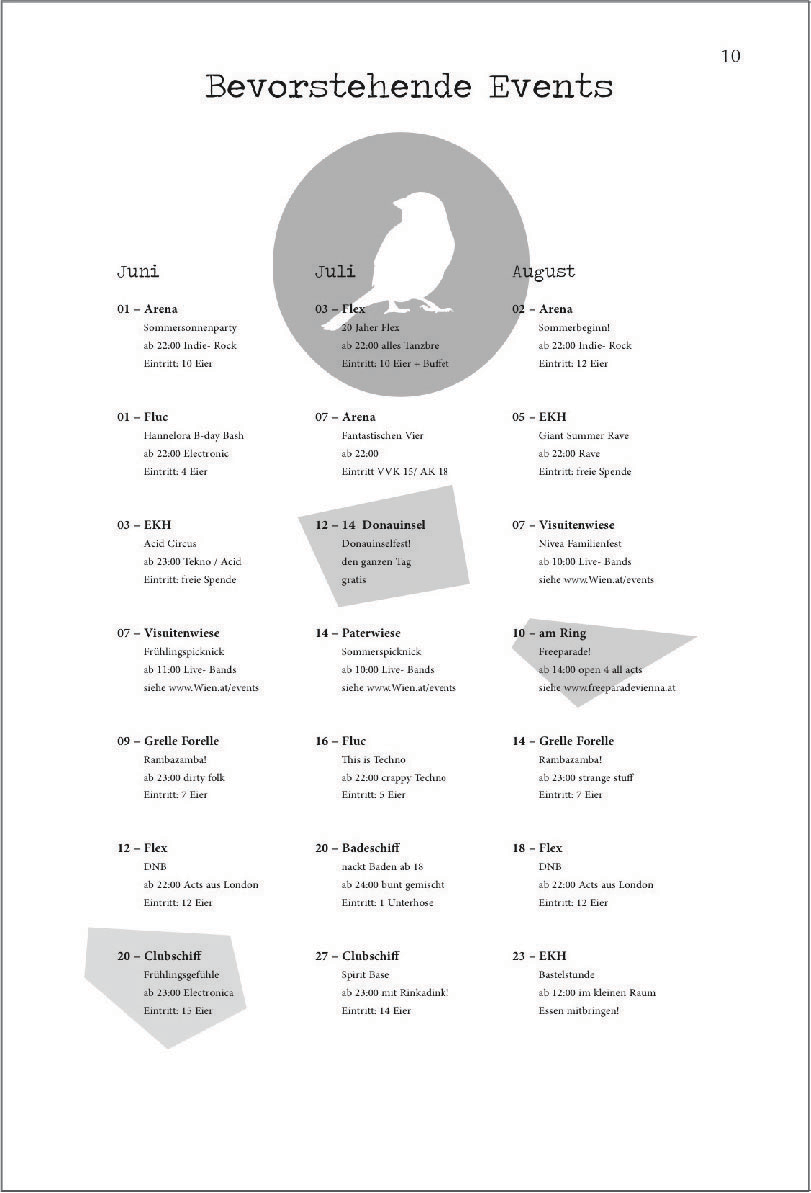 10
Bevorstehende Events
Juni
01 – Arena
Sommersonnenparty
ab 22:00 Indie- Rock
Eintritt: 10 Eier
01 – Fluc
Hannelora B-day Bash
ab 22:00 Electronic
Eintritt: 4 Eier
03 – EKH
Acid Circus
ab 23:00 Tekno / Acid
Eintritt: freie Spende
07 – Visuitenwiese
Frühlingspicknick
ab 11:00 Live- Bands
siehe www.Wien.at/events
09 – Grelle Forelle
Rambazamba!
ab 23:00 dirty folk
Eintritt: 7 Eier
12 – Flex
DNB
ab 22:00 Acts aus London
Eintritt: 12 Eier
20 – Clubschiff
Frühlingsgefühle
ab 23:00 Electronica
Eintritt: 15 Eier
Juli
03 – Flex
20 Jaher Flex
ab 22:00 alles Tanzbre
Eintritt: 10 Eier + Buffet
07 – Arena
Fantastischen Vier
ab 22:00
Eintritt VVK 15/ AK 18
12 – 14 Donauinsel
Donauinselfest!
den ganzen Tag
gratis
14 – Paterwiese
Sommerspicknick
ab 10:00 Live- Bands
siehe www.Wien.at/events
16 – Fluc
This is Techno
ab 22:00 crappy Techno
Eintritt: 5 Eier
20 – Badeschiff
nackt Baden ab 18
ab 24:00 bunt gemischt
Eintritt: 1 Unterhose
27 – Clubschiff
Spirit Base
ab 23:00 mit Rinkadink!
Eintritt: 14 Eier
August
02 – Arena
Sommerbeginn!
ab 22:00 Indie- Rock
Eintritt: 12 Eier
05 – EKH
Giant Summer Rave
ab 22:00 Rave
Eintritt: freie Spende
07 – Visuitenwiese
Nivea Familienfest
ab 10:00 Live- Bands
siehe www.Wien.at/events
10 – am Ring
Freeparade!
ab 14:00 open 4 all acts
siehe www.freeparadevienna.at
14 – Grelle Forelle
Rambazamba!
ab 23:00 strange stuff
Eintritt: 7 Eier
18 – Flex
DNB
ab 22:00 Acts aus London
Eintritt: 12 Eier
23 – EKH
Bastelstunde
ab 12:00 im kleinen Raum
Essen mitbringen!